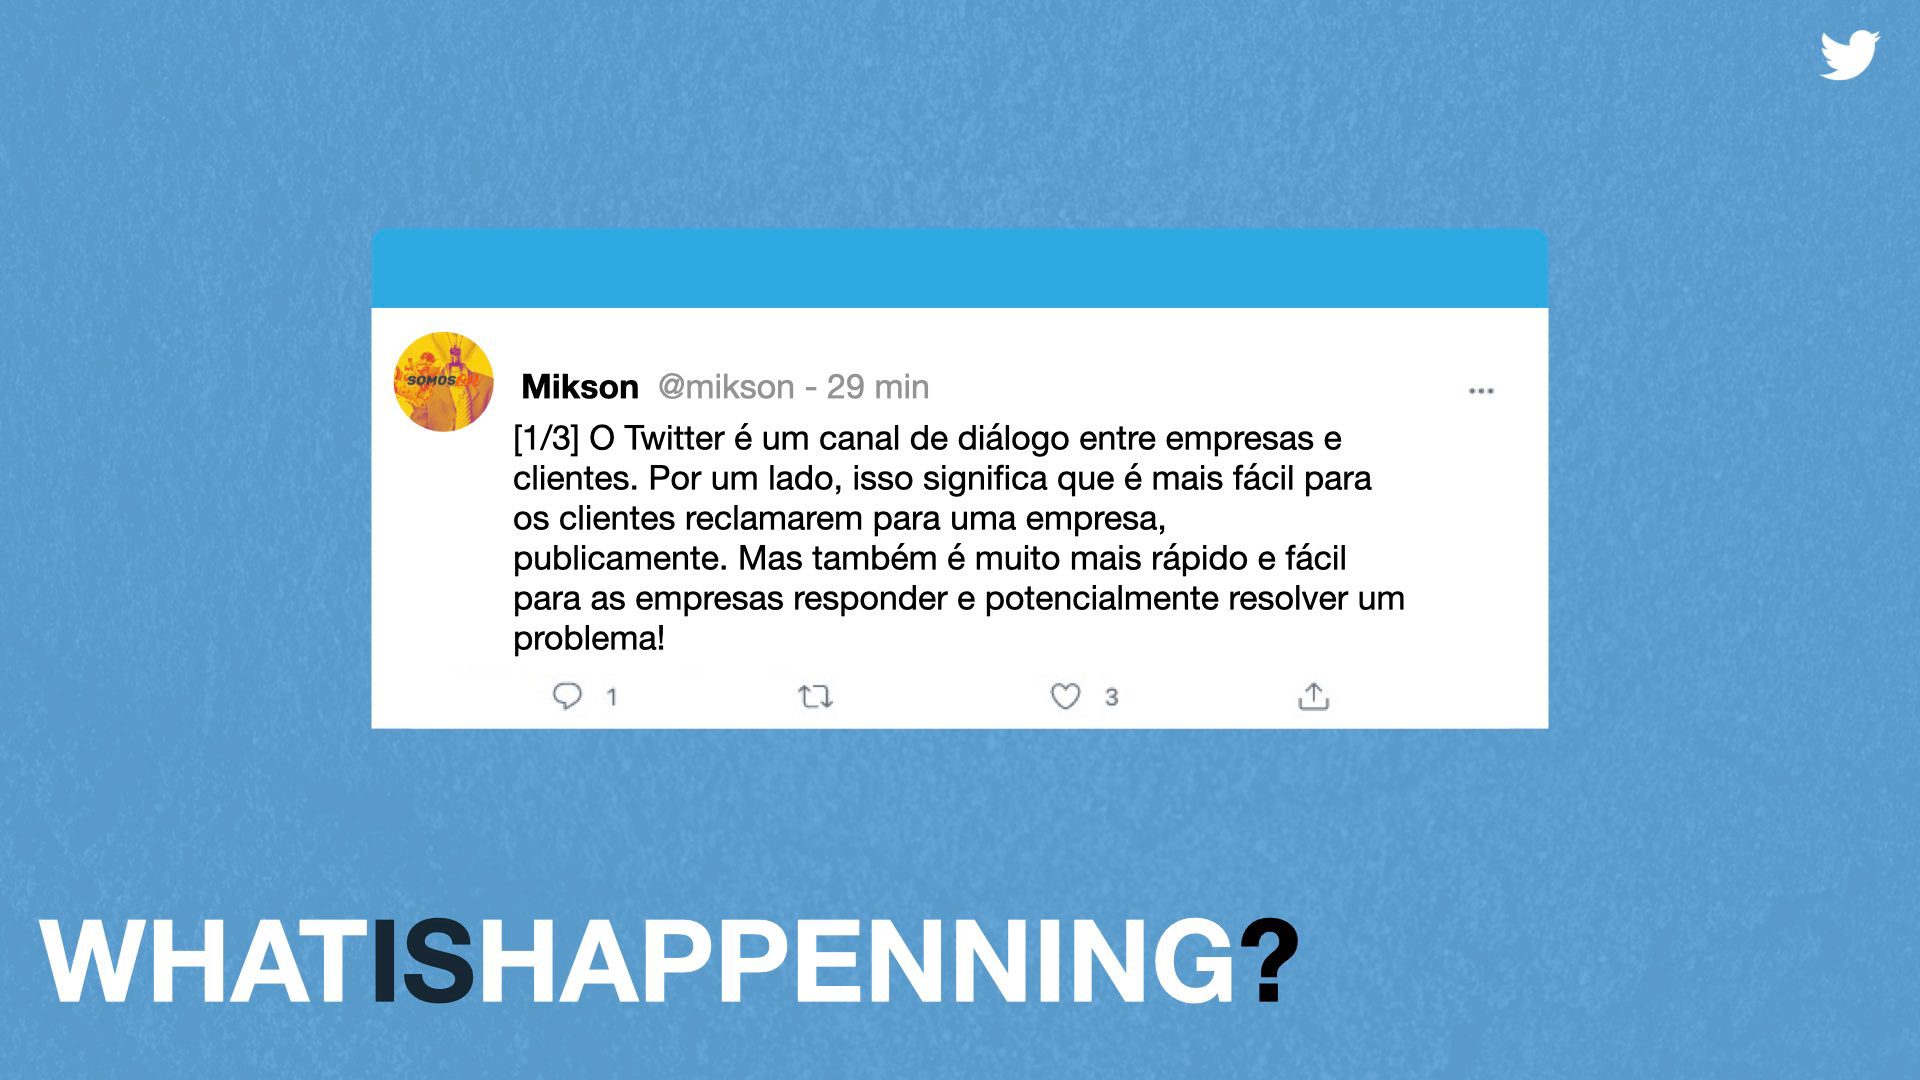 SOMOS
Mikson @mikson - 29 min
[1/3] O Twitter é um canal de diálogo entre empresas e
clientes. Por um lado, isso significa que é mais fácil para
os clientes reclamarem para uma empresa,
publicamente. Mas também é muito mais rápido e fácil
para as empresas responder e potencialmente resolver um
problema!
1 3
WHATISHAPPENNING?